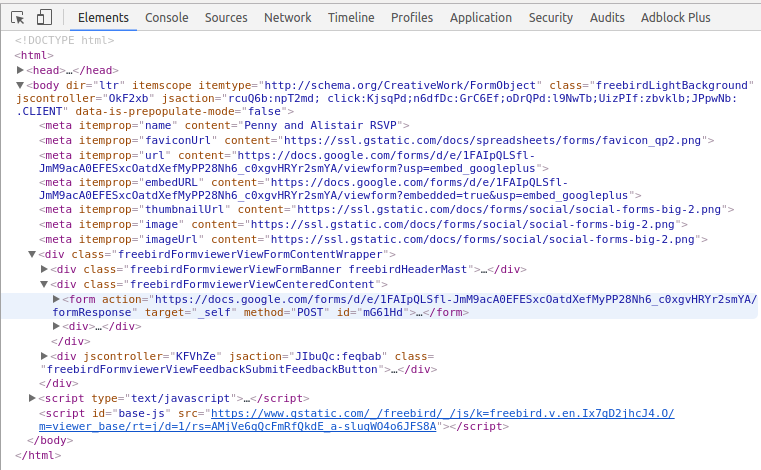 Elements Console Sources Network Timeline Profiles Application Security Audits Adblock Plus
<!DOCTYPE html>
<html>
<head>…</head>
<body dir="ltr" itemscope itemtype="http://schema.org/CreativeWork/FormObject" class="freebirdLightBackground"
jscontroller="OkF2xb" jsaction="rcuQ6b:npT2md; click:KjsqPd;n6dfDc:GrC6Ef;oDrQPd:l9NwTb;UizPIf:zbvklb;JPpwNb:
.CLIENT" data-is-prepopulate-mode="false">
<meta itemprop="name" content="Penny and Alistair RSVP">
<meta itemprop="faviconUrl" content="https://ssl.gstatic.com/docs/spreadsheets/forms/favicon_qp2.png">
<meta itemprop="url" content="https://docs.google.com/forms/d/e/1FAIpQLSfl-
JmM9acA0EFESxcOatdXefMyPP28Nh6_c0xgvHRYr2smYA/viewform?usp=embed_googleplus">
<meta itemprop="embedURL" content="https://docs.google.com/forms/d/e/1FAIpQLSfl-
JmM9acA0EFESxcOatdXefMyPP28Nh6_c0xgvHRYr2smYA/viewform?embedded=true&usp=embed_googleplus">
<meta itemprop="thumbnailUrl" content="https://ssl.gstatic.com/docs/forms/social/social-forms-big-2.png">
<meta itemprop="image" content="https://ssl.gstatic.com/docs/forms/social/social-forms-big-2.png">
<meta itemprop="imageUrl" content="https://ssl.gstatic.com/docs/forms/social/social-forms-big-2.png">
<div class="freebirdFormviewerViewFormContentWrapper">
<div class="freebirdFormviewerViewFormBanner freebirdHeaderMast">…</div>
<div class="freebirdFormviewerViewCenteredContent">
<form action="https://docs.google.com/forms/d/e/1FAIpQLSfl-JmM9acA0EFESxcOatdXefMyPP28Nh6_c0xgvHRYr2smYA/
formResponse" target="_self" method="POST" id="mG61Hd">…</form>
<div>…</div>
</div>
<div jscontroller="KFVhZe" jsaction="JIbuQc:feqbab" class=
"freebirdFormviewerViewFeedbackSubmitFeedbackButton">…</div>
</div>
<script type="text/javascript">…</script>
<script id="base-js" src="https://www.gstatic.com/_/freebird/_/js/k=freebird.v.en.Ix7gD2jhcJ4.O/
m=viewer_base/rt=j/d=1/rs=AMjVe6gQcFmRfQkdE_a-sluqWO4o6JFS8A"></script>
</body>
</html>